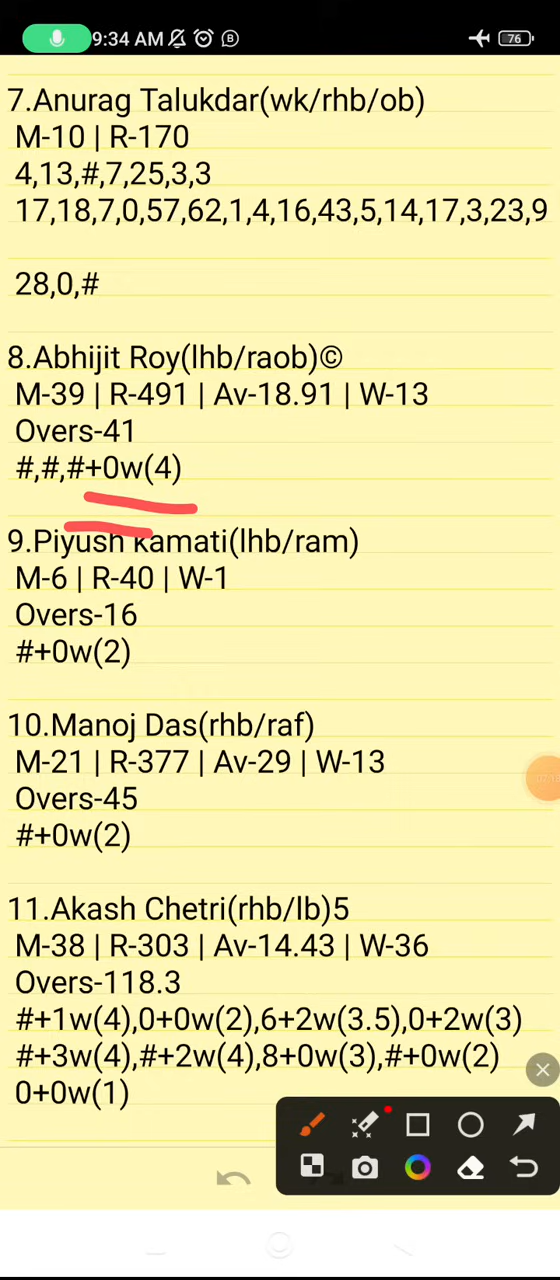 9:34 AM
76
7.Anurag Talukdar(wk/rhb/ob)
M-10 | R-170
4,13,#,7,25,3,3
17,18,7,0,57,62,1,4,16,43,5,14,17,3,23,9
28,0,#
8.Abhijit Roy(lhb/raob)©
M-39 | R-491 | Av-18.91 | W-13
Overs-41
#,#,#+0w(4)
9.Piyush kamati(lhb/ram)
M-6 | R-40 | W-1
Overs-16
#+0w(2)
10.Manoj Das(rhb/raf)
M-21 | R-377 | Av-29 | W-13
Overs-45
#+0w(2)
11.Akash Chetri(rhb/lb)5
M-38 | R-303 | Av-14.43 | W-36
Overs-118.3
#+1w(4),0+0w(2),6+2w(3.5),0+2w(3)
#+3w(4),#+2w(4),8+0w(3),#+0w(2)
0+0w(1)